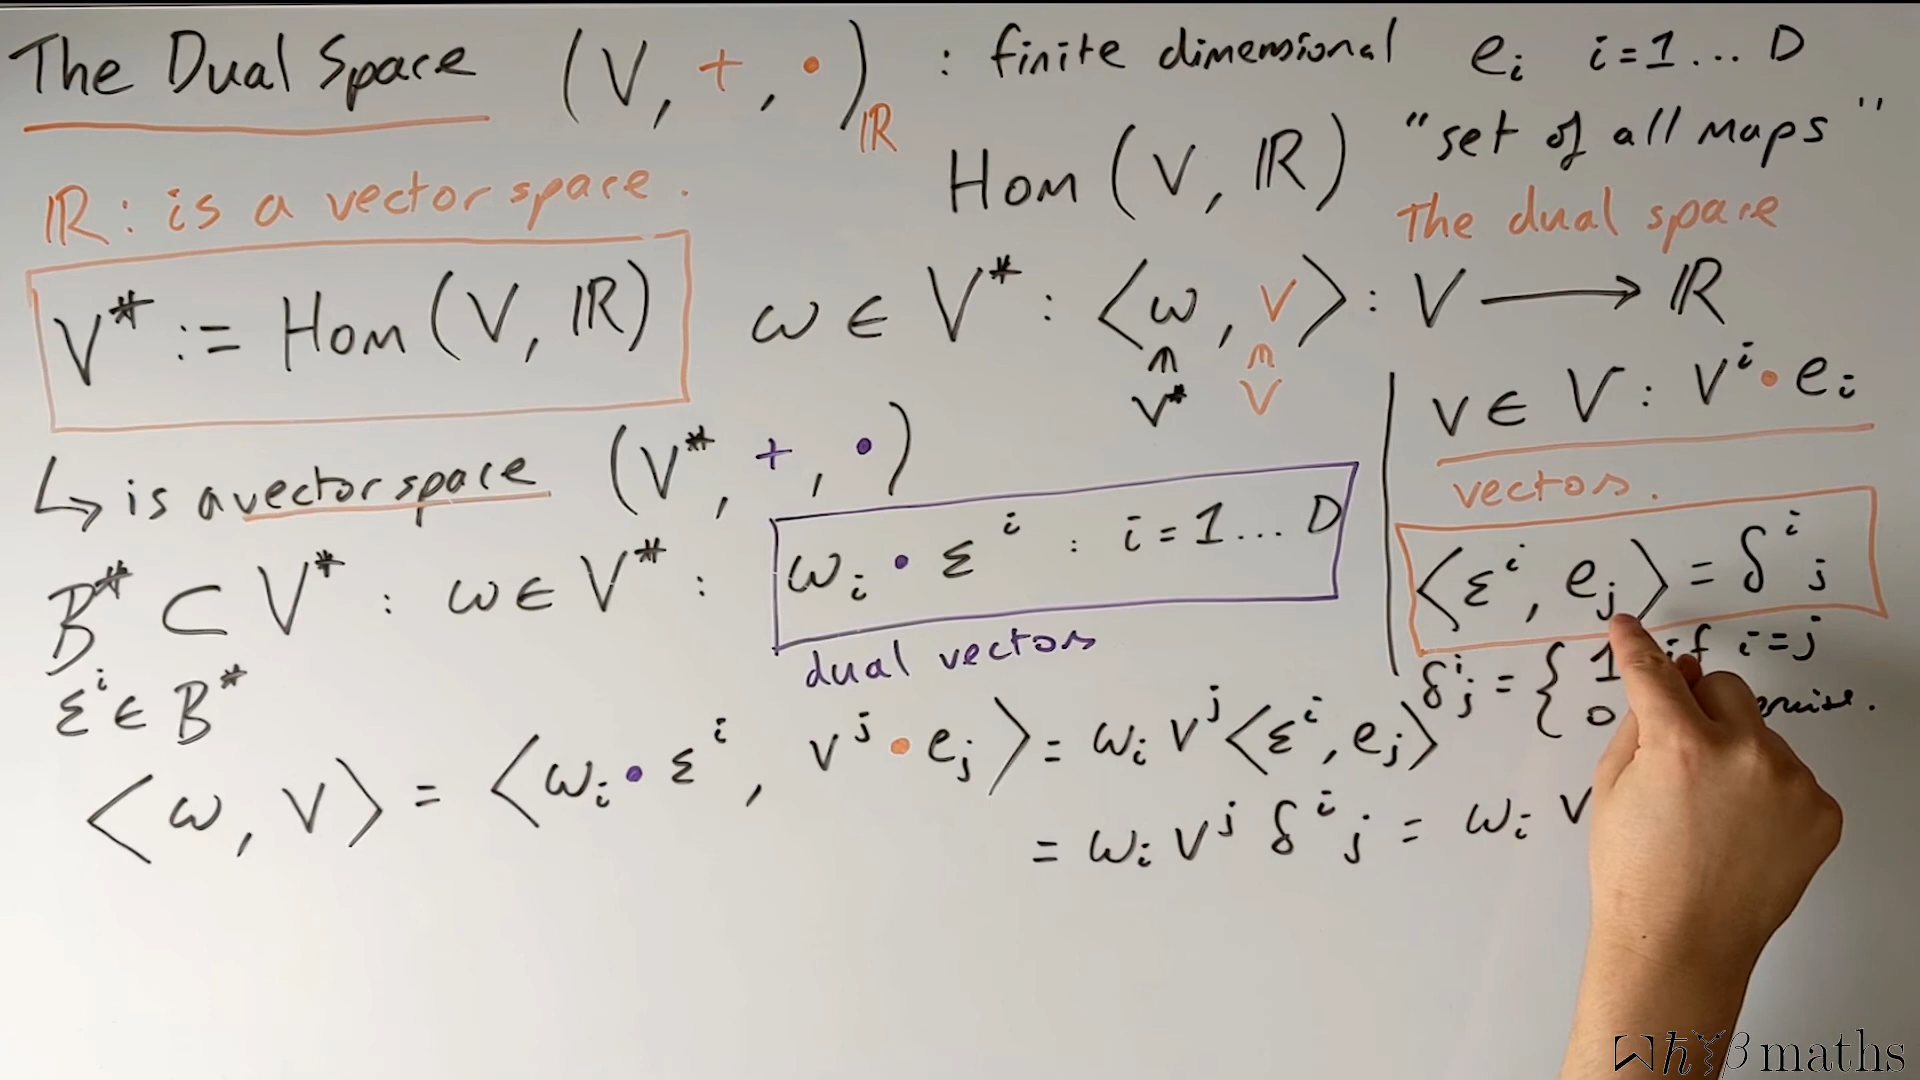 The Dual Space (V, +, •)ℝ : finite dimensional eᵢ i=1... D
Hom (V, ℝ) "set of all maps"
ℝ: is a vector space.
The dual space
V* := Hom (V, ℝ)
ω ∈ V* : ⟨ω, v⟩ : V ⟶ ℝ
V* V
v ∈ V : vⁱ • eᵢ
vectors.
↳ is a vector space (V*, +, •)
B* ⊂ V* : ω ∈ V* : ωᵢ • εⁱ : i=1... D
dual vectors
⟨εⁱ, eⱼ⟩ = δⁱⱼ
δⁱⱼ = { 1 if i=j
0
εⁱ ∈ B*
⟨ω, v⟩ = ⟨ωᵢ • εⁱ, vʲ • eⱼ⟩ = ωᵢ vʲ ⟨εⁱ, eⱼ⟩
= ωᵢ vʲ δⁱⱼ = ωᵢ v
maths